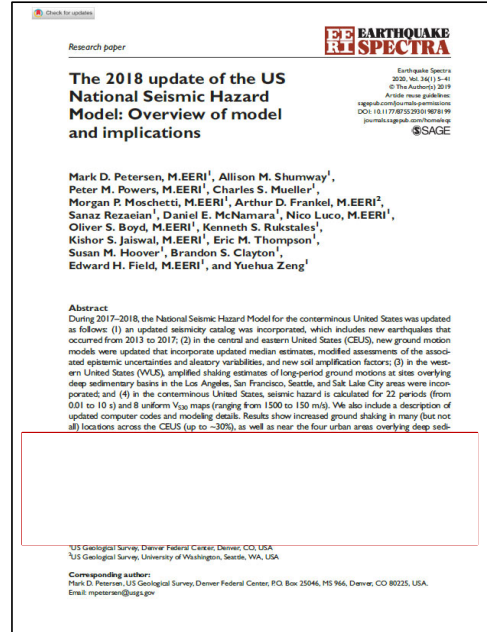 Check for updates
Research paper
EERI EARTHQUAKE
SPECTRA
The 2018 update of the US
National Seismic Hazard
Model: Overview of model
and implications
Earthquake Spectra
2020, Vol. 36(1) 5–41
© The Author(s) 2019
Article reuse guidelines:
sagepub.com/journals-permissions
DOI: 10.1177/8755293019878199
journals.sagepub.com/home/eqs
SAGE
Mark D. Petersen, M.EERI1, Allison M. Shumway1,
Peter M. Powers, M.EERI1, Charles S. Mueller1,
Morgan P. Moschetti, M.EERI1, Arthur D. Frankel, M.EERI2,
Sanaz Rezaeian1, Daniel E. McNamara1, Nico Luco, M.EERI1,
Oliver S. Boyd, M.EERI1, Kenneth S. Rukstales1,
Kishor S. Jaiswal, M.EERI1, Eric M. Thompson1,
Susan M. Hoover1, Brandon S. Clayton1,
Edward H. Field, M.EERI1, and Yuehua Zeng1
Abstract
During 2017–2018, the National Seismic Hazard Model for the conterminous United States was updated
as follows: (1) an updated seismicity catalog was incorporated, which includes new earthquakes that
occurred from 2013 to 2017; (2) in the central and eastern United States (CEUS), new ground motion
models were updated that incorporate updated median estimates, modified assessments of the associ-
ated epistemic uncertainties and aleatory variabilities, and new soil amplification factors; (3) in the west-
ern United States (WUS), amplified shaking estimates of long-period ground motions at sites overlying
deep sedimentary basins in the Los Angeles, San Francisco, Seattle, and Salt Lake City areas were incor-
porated; and (4) in the conterminous United States, seismic hazard is calculated for 22 periods (from
0.01 to 10 s) and 8 uniform VS30 maps (ranging from 1500 to 150 m/s). We also include a description of
updated computer codes and modeling details. Results show increased ground shaking in many (but not
all) locations across the CEUS (up to ~30%), as well as near the four urban areas overlying deep sedi-
1US Geological Survey, Denver Federal Center, Denver, CO, USA
2US Geological Survey, University of Washington, Seattle, WA, USA
Corresponding author:
Mark D. Petersen, US Geological Survey, Denver Federal Center, P.O. Box 25046, MS 966, Denver, CO 80225, USA.
Email: mpetersen@usgs.gov